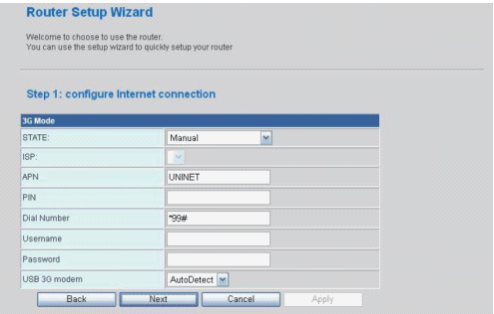 Router Setup Wizard
Welcome to choose to use the router.
You can use the setup wizard to quickly setup your router
Step 1: configure Internet connection
3G Mode
STATE: Manual
ISP:
APN UNINET
PIN
Dial Number *99#
Username
Password
USB 3G modem AutoDetect
Back Next Cancel Apply